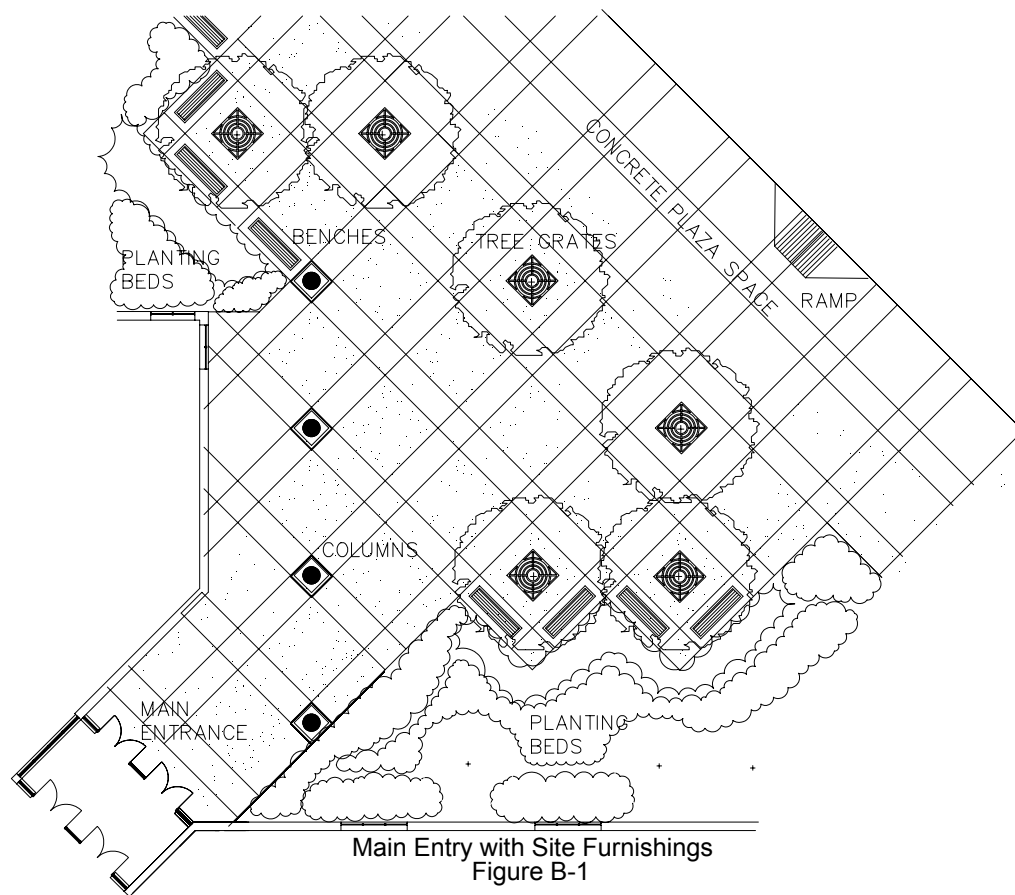 CONCRETE PLAZA SPACE
BENCHES
TREE GRATES
PLANTING
BEDS
RAMP
COLUMNS
MAIN
ENTRANCE
PLANTING
BEDS
Main Entry with Site Furnishings
Figure B-1